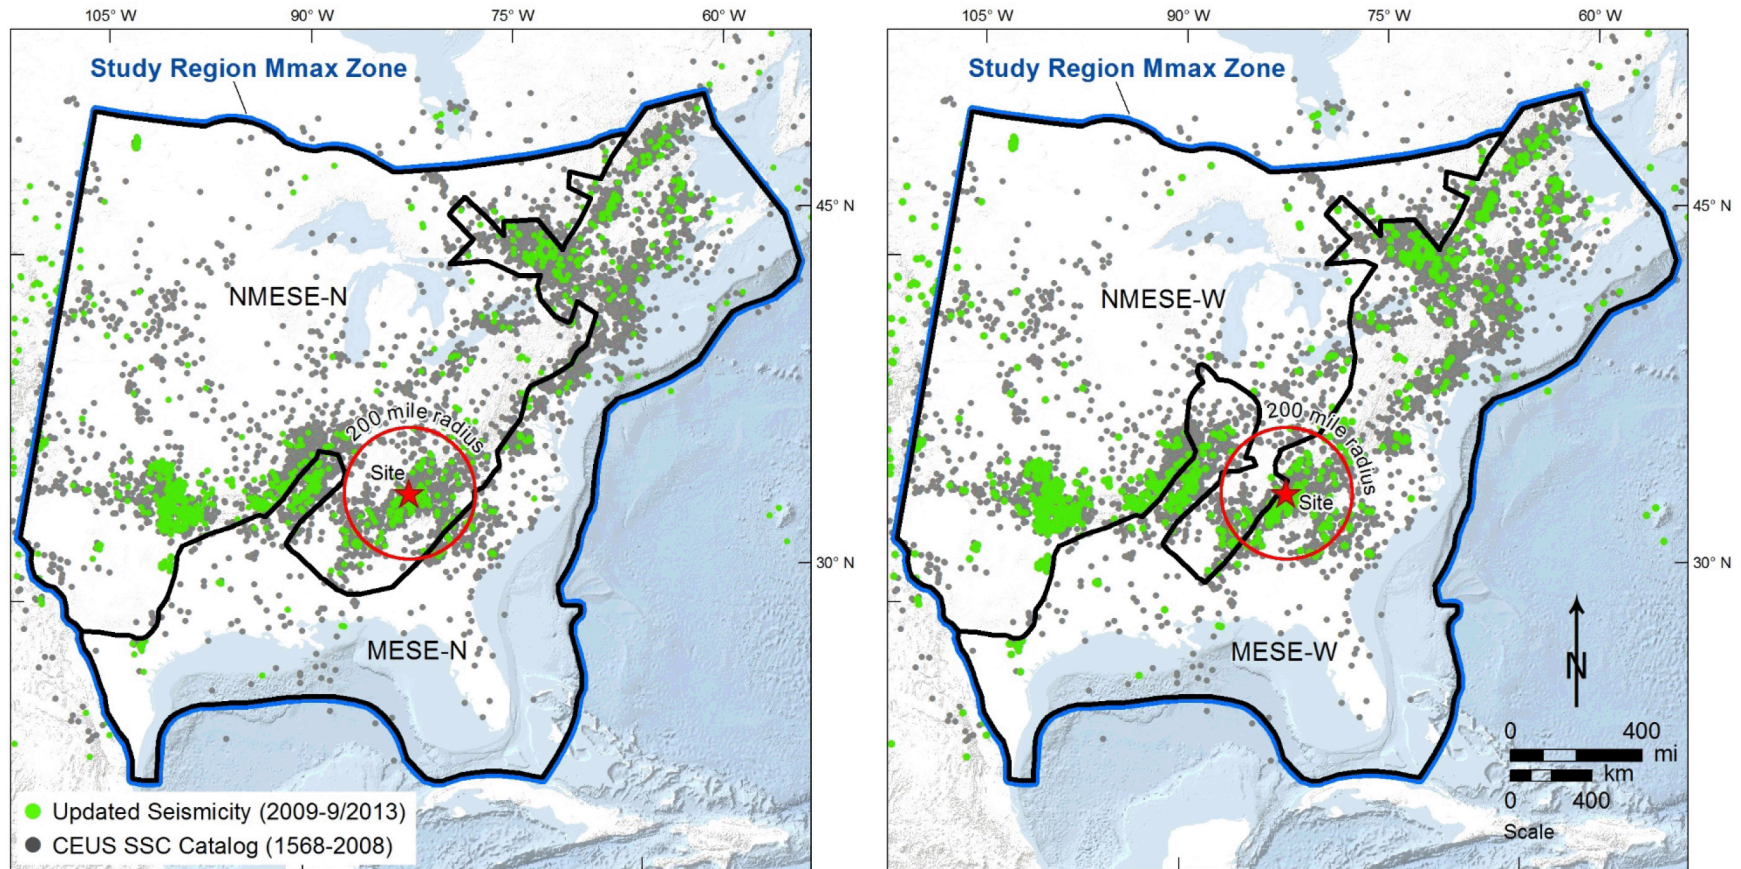 105° W 90° W 75° W 60° W
105° W 90° W 75° W 60° W
Study Region Mmax Zone
Study Region Mmax Zone
45° N
45° N
NMESE-N
NMESE-W
200 mile radius
200 mile radius
Site
Site
30° N
30° N
MESE-N
MESE-W
N
0 400
mi
km
0 400
Scale
Updated Seismicity (2009-9/2013)
CEUS SSC Catalog (1568-2008)